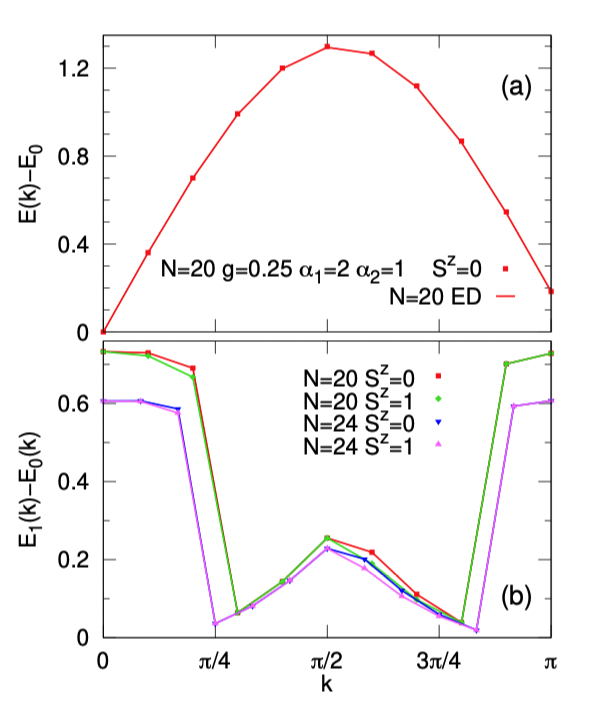 1.2
(a)
0.8
E(k)−E₀
0.4
N=20 g=0.25 α₁=2 α₂=1 Sᶻ=0
N=20 ED
0
N=20 Sᶻ=0
N=20 Sᶻ=1
N=24 Sᶻ=0
N=24 Sᶻ=1
0.6
0.4
E₁(k)−E₀(k)
0.2
(b)
0
0 π/4 π/2 3π/4 π
k